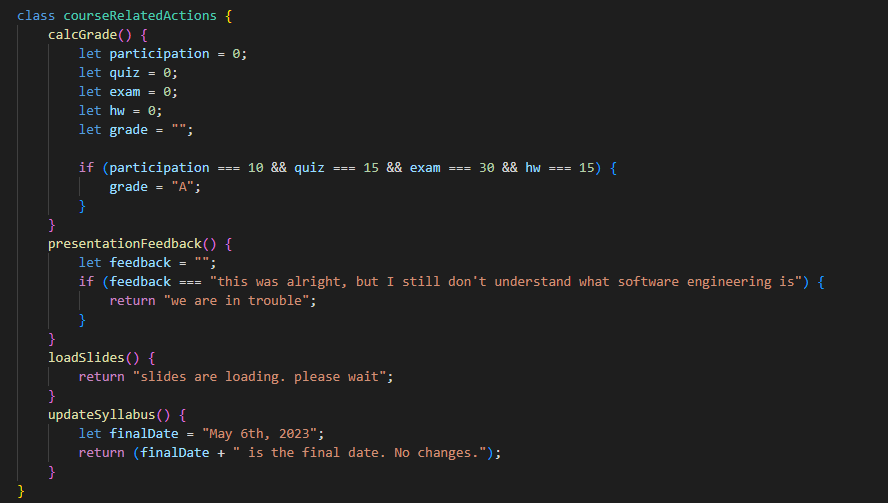 class courseRelatedActions {
    calcGrade() {
        let participation = 0;
        let quiz = 0;
        let exam = 0;
        let hw = 0;
        let grade = "";

        if (participation === 10 && quiz === 15 && exam === 30 && hw === 15) {
            grade = "A";
        }
    }
    presentationFeedback() {
        let feedback = "";
        if (feedback === "this was alright, but I still don't understand what software engineering is") {
            return "we are in trouble";
        }
    }
    loadSlides() {
        return "slides are loading. please wait";
    }
    updateSyllabus() {
        let finalDate = "May 6th, 2023";
        return (finalDate + " is the final date. No changes.");
    }
}